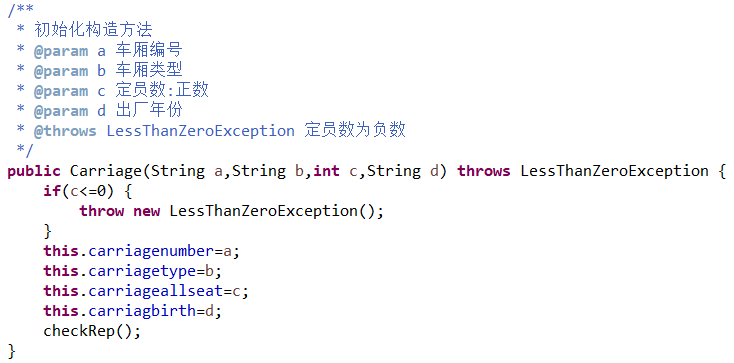 /**
 * 初始化构造方法
 * @param a 车厢编号
 * @param b 车厢类型
 * @param c 定员数:正数
 * @param d 出厂年份
 * @throws LessThanZeroException 定员数为负数
 */
public Carriage(String a,String b,int c,String d) throws LessThanZeroException {
    if(c<=0) {
        throw new LessThanZeroException();
    }
    this.carriagenumber=a;
    this.carriagetype=b;
    this.carriageallseat=c;
    this.carriagbirth=d;
    checkRep();
}